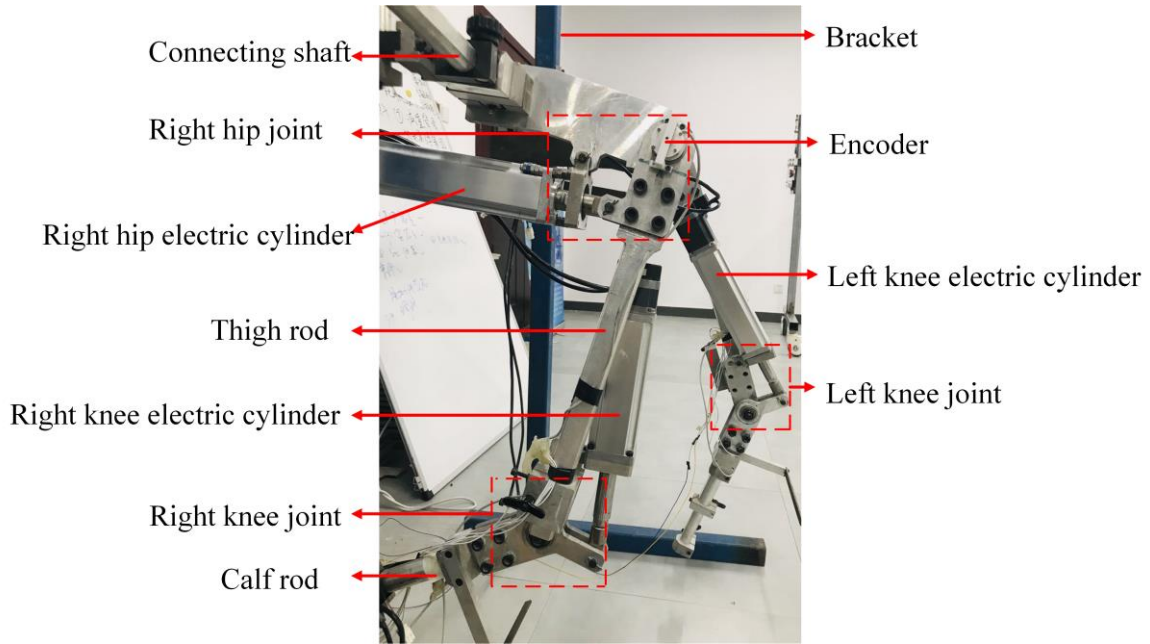 Connecting shaft
Bracket
Right hip joint
Encoder
Right hip electric cylinder
Left knee electric cylinder
Thigh rod
Left knee joint
Right knee electric cylinder
Right knee joint
Calf rod